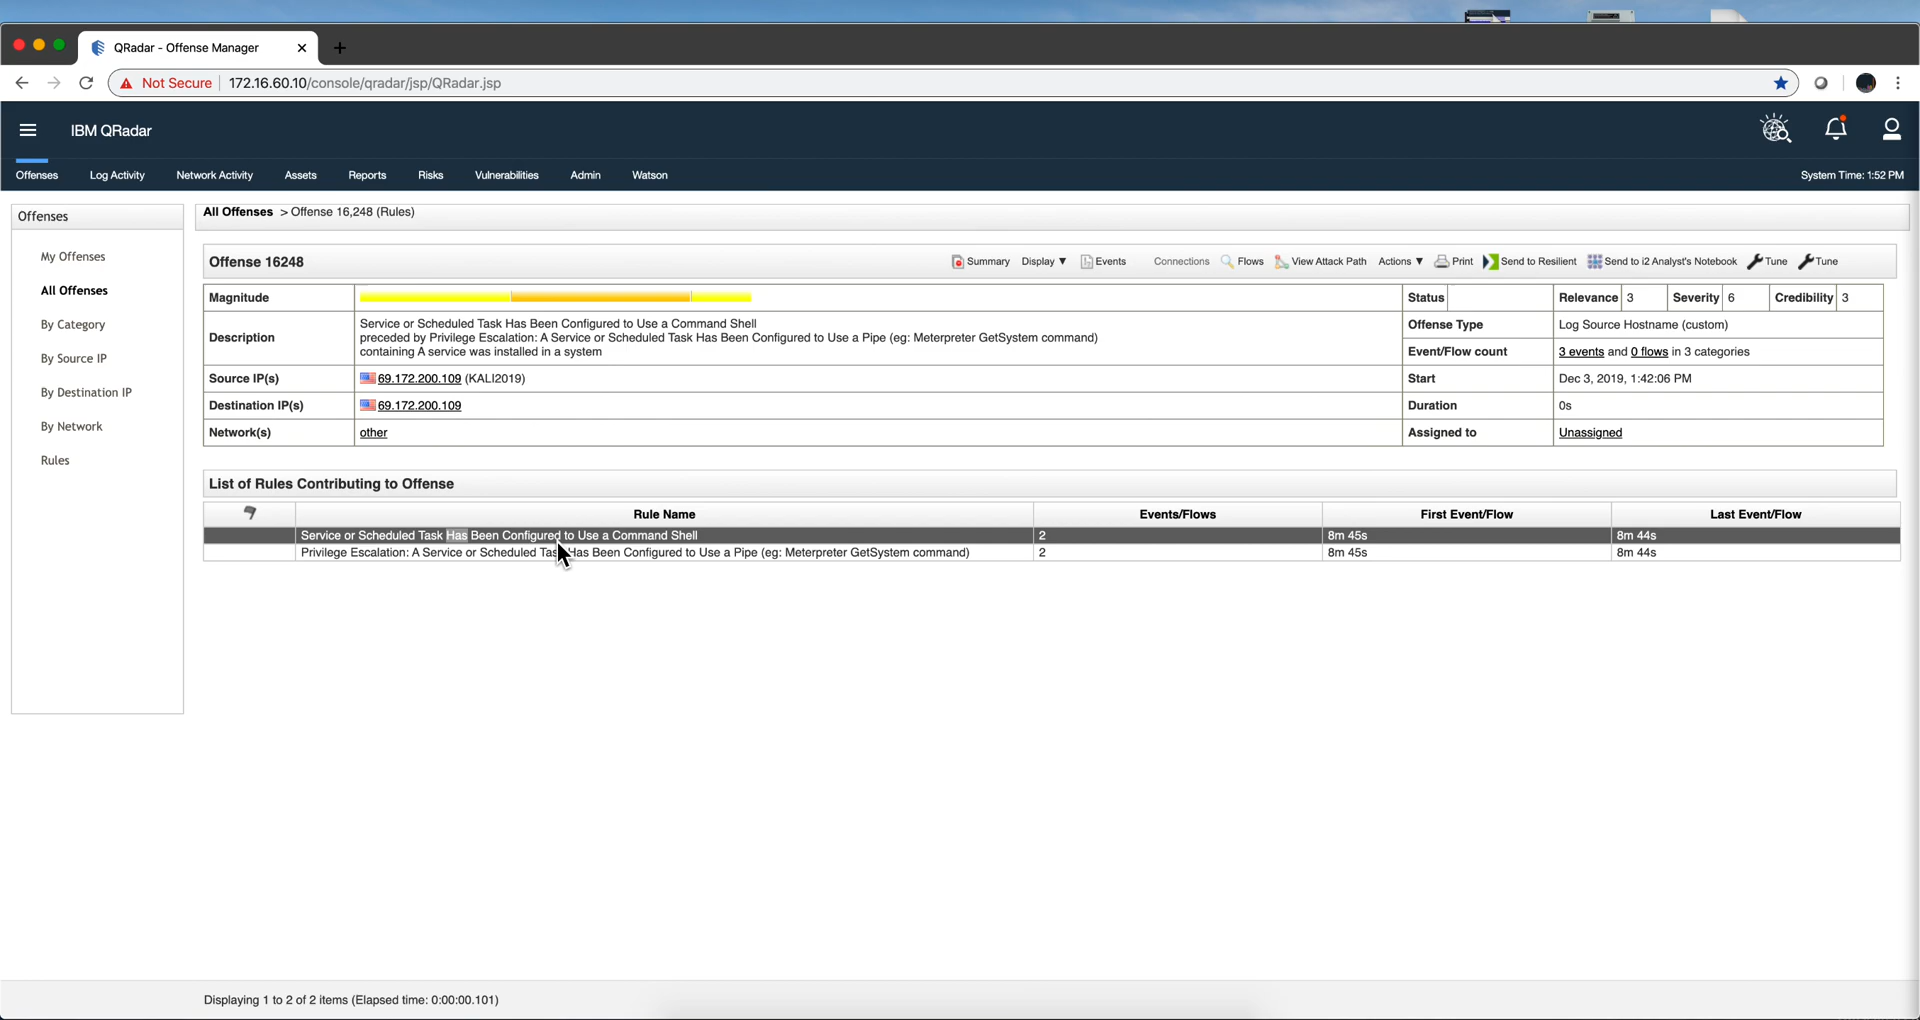 QRadar - Offense Manager
Not Secure 172.16.60.10/console/qradar/jsp/QRadar.jsp
IBM QRadar
Offenses Log Activity Network Activity Assets Reports Risks Vulnerabilities Admin Watson System Time: 1:52 PM
Offenses
My Offenses
All Offenses
By Category
By Source IP
By Destination IP
By Network
Rules
All Offenses > Offense 16,248 (Rules)
Offense 16248 Summary Display ▼ Events Connections Flows View Attack Path Actions ▼ Print Send to Resilient Send to i2 Analyst's Notebook Tune Tune
Magnitude Status Relevance 3 Severity 6 Credibility 3
Description
Service or Scheduled Task Has Been Configured to Use a Command Shell
preceded by Privilege Escalation: A Service or Scheduled Task Has Been Configured to Use a Pipe (eg: Meterpreter GetSystem command)
containing A service was installed in a system
Offense Type Log Source Hostname (custom)
Event/Flow count 3 events and 0 flows in 3 categories
Source IP(s) 69.172.200.109 (KALI2019) Start Dec 3, 2019, 1:42:06 PM
Destination IP(s) 69.172.200.109 Duration 0s
Network(s) other Assigned to Unassigned
List of Rules Contributing to Offense
Rule Name Events/Flows First Event/Flow Last Event/Flow
Service or Scheduled Task Has Been Configured to Use a Command Shell 2 8m 45s 8m 44s
Privilege Escalation: A Service or Scheduled Task Has Been Configured to Use a Pipe (eg: Meterpreter GetSystem command) 2 8m 45s 8m 44s
Displaying 1 to 2 of 2 items (Elapsed time: 0:00:00.101)